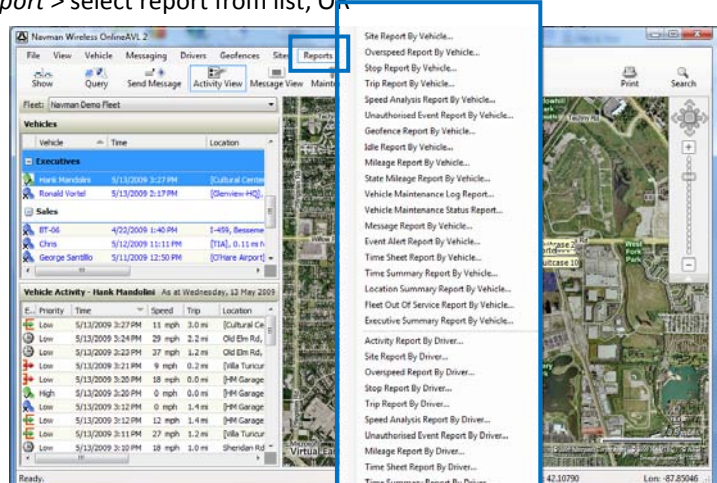 port > select report from list, OR
Navman Wireless OnlineAVL 2
File View Vehicle Messaging Drivers Geofences Sites Reports
Show Query Send Message Activity View Message View Print Search
Fleet: Navman Demo Fleet
Vehicles
Vehicle Time Location
Executives
Hank Mandolini 5/13/2009 3:27 PM [Cultural Center
Ronald Vortel 5/13/2009 2:17 PM [Glenview-HQ],
Sales
BT-06 4/22/2009 1:40 PM I-459, Besseme
Chris 5/12/2009 11:11 PM [TIA], 0.11 mi N
George Santillo 5/11/2009 12:50 PM [O'Hare Airport]
Vehicle Activity - Hank Mandolini As at Wednesday, 13 May 2009
E... Priority Time Speed Trip Location
Low 5/13/2009 3:27 PM 11 mph 3.0 mi [Cultural Ce
Low 5/13/2009 3:24 PM 29 mph 2.2 mi Old Elm Rd,
Low 5/13/2009 3:23 PM 37 mph 1.2 mi Old Elm Rd,
Low 5/13/2009 3:21 PM 9 mph 0.2 mi [Villa Turicur
Low 5/13/2009 3:20 PM 18 mph 0.0 mi [HM Garage
High 5/13/2009 3:20 PM 0 mph 0.0 mi [HM Garage
Low 5/13/2009 3:12 PM 0 mph 1.4 mi [HM Garage
Low 5/13/2009 3:12 PM 12 mph 1.4 mi [HM Garage
Low 5/13/2009 3:11 PM 27 mph 1.2 mi [Villa Turicur
Low 5/13/2009 3:10 PM 18 mph 1.0 mi Sheridan Rd
Ready.
Site Report By Vehicle...
Overspeed Report By Vehicle...
Stop Report By Vehicle...
Trip Report By Vehicle...
Speed Analysis Report By Vehicle...
Unauthorised Event Report By Vehicle...
Geofence Report By Vehicle...
Idle Report By Vehicle...
Mileage Report By Vehicle...
State Mileage Report By Vehicle...
Vehicle Maintenance Log Report...
Vehicle Maintenance Status Report...
Message Report By Vehicle...
Event Alert Report By Vehicle...
Time Sheet Report By Vehicle...
Time Summary Report By Vehicle...
Location Summary Report By Vehicle...
Fleet Out Of Service Report By Vehicle...
Executive Summary Report By Vehicle...
Activity Report By Driver...
Site Report By Driver...
Overspeed Report By Driver...
Stop Report By Driver...
Trip Report By Driver...
Speed Analysis Report By Driver...
Unauthorised Event Report By Driver...
Mileage Report By Driver...
Time Sheet Report By Driver...
Time Summary Report By Driver...
Techny Rd
West Park
Virtual Ear
42.10790 Lon: -87.85046